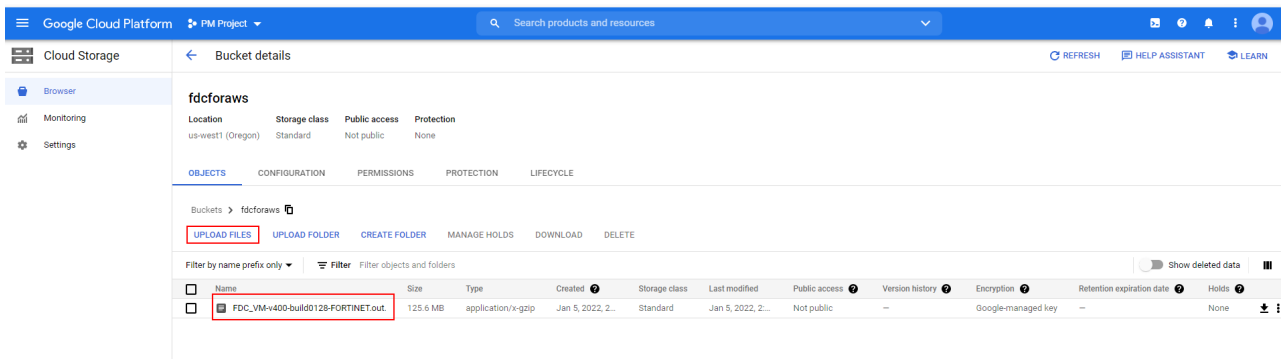 Google Cloud Platform PM Project Search products and resources
Cloud Storage Bucket details REFRESH HELP ASSISTANT LEARN
Browser
Monitoring
Settings
fdcforaws
Location Storage class Public access Protection
us-west1 (Oregon) Standard Not public None
OBJECTS CONFIGURATION PERMISSIONS PROTECTION LIFECYCLE
Buckets > fdcforaws
UPLOAD FILES UPLOAD FOLDER CREATE FOLDER MANAGE HOLDS DOWNLOAD DELETE
Filter by name prefix only Filter Filter objects and folders Show deleted data
Name Size Type Created Storage class Last modified Public access Version history Encryption Retention expiration date Holds
FDC_VM-v400-build0128-FORTINET.out. 125.6 MB application/x-gzip Jan 5, 2022, 2... Standard Jan 5, 2022, 2:... Not public — Google-managed key — None